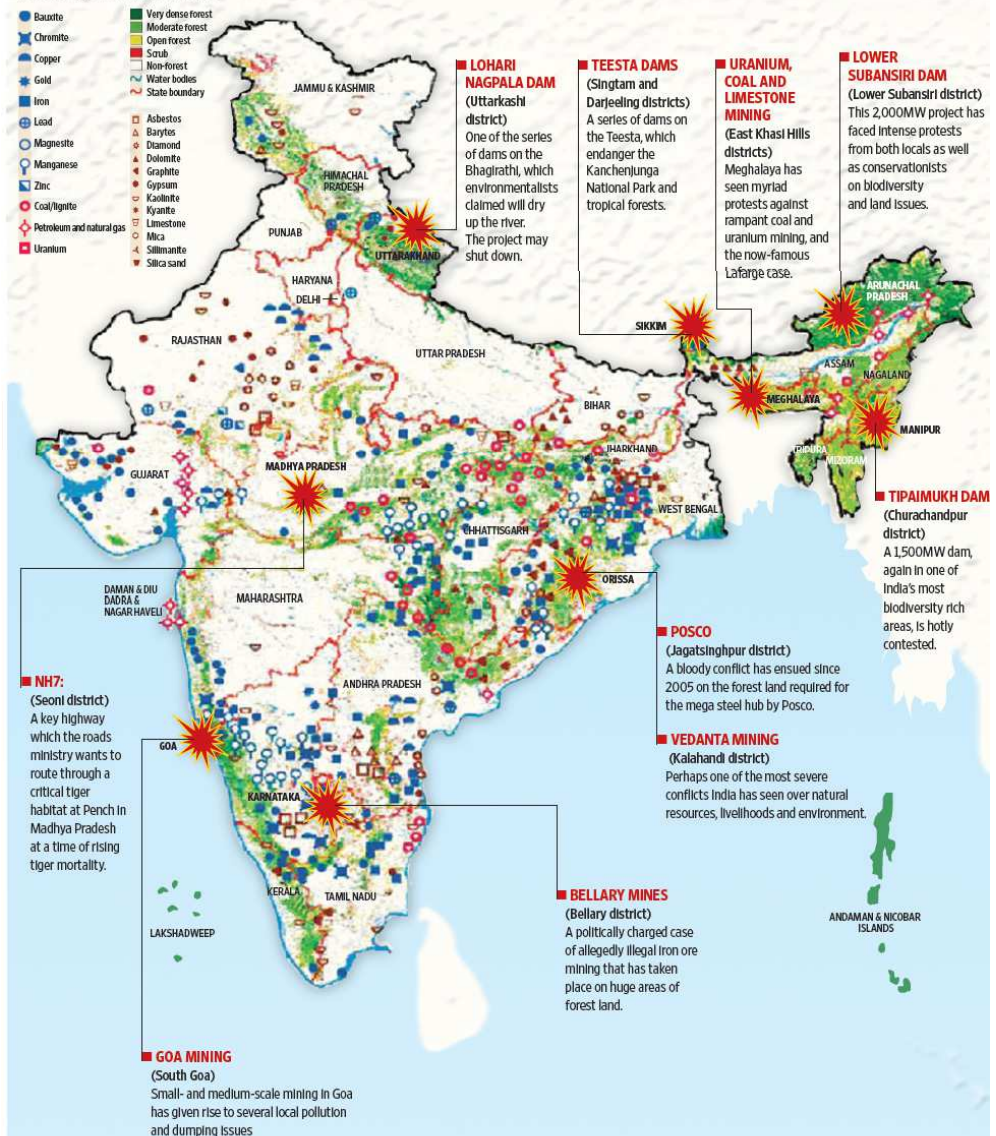 Bauxite
Chromite
Copper
Gold
Iron
Lead
Magnesite
Manganese
Zinc
Coal/lignite
Petroleum and natural gas
Uranium
Very dense forest
Moderate forest
Open forest
Scrub
Non-forest
Water bodies
State boundary
Asbestos
Barytes
Diamond
Dolomite
Graphite
Gypsum
Kaolinite
Kyanite
Limestone
Mica
Sillimanite
Silica sand
LOHARI
NAGPALA DAM
(Uttarkashi
district)
One of the series
of dams on the
Bhagirathi, which
environmentalists
claimed will dry
up the river.
The project may
shut down.
TEESTA DAMS
(Singtam and
Darjeeling districts)
A series of dams on
the Teesta, which
endanger the
Kanchenjunga
National Park and
tropical forests.
URANIUM,
COAL AND
LIMESTONE
MINING
(East Khasi Hills
districts)
Meghalaya has
seen myriad
protests against
rampant coal and
uranium mining, and
the now-famous
Lafarge case.
LOWER
SUBANSIRI DAM
(Lower Subansiri district)
This 2,000MW project has
faced intense protests
from both locals as well
as conservationists
on biodiversity
and land issues.
JAMMU & KASHMIR
HIMACHAL
PRADESH
PUNJAB
UTTARAKHAND
HARYANA
DELHI
RAJASTHAN
UTTAR PRADESH
SIKKIM
ARUNACHAL
PRADESH
ASSAM
NAGALAND
MEGHALAYA
MANIPUR
TRIPURA
MIZORAM
BIHAR
JHARKHAND
WEST BENGAL
GUJARAT
MADHYA PRADESH
CHHATTISGARH
ORISSA
DAMAN & DIU
DADRA &
NAGAR HAVELI
MAHARASHTRA
ANDHRA PRADESH
GOA
KARNATAKA
KERALA
TAMIL NADU
LAKSHADWEEP
ANDAMAN & NICOBAR
ISLANDS
TIPAIMUKH DAM
(Churachandpur
district)
A 1,500MW dam,
again in one of
India's most
biodiversity rich
areas, is hotly
contested.
POSCO
(Jagatsinghpur district)
A bloody conflict has ensued since
2005 on the forest land required for
the mega steel hub by Posco.
VEDANTA MINING
(Kalahandi district)
Perhaps one of the most severe
conflicts India has seen over natural
resources, livelihoods and environment.
NH7:
(Seoni district)
A key highway
which the roads
ministry wants to
route through a
critical tiger
habitat at Pench in
Madhya Pradesh
at a time of rising
tiger mortality.
BELLARY MINES
(Bellary district)
A politically charged case
of allegedly illegal iron ore
mining that has taken
place on huge areas of
forest land.
GOA MINING
(South Goa)
Small- and medium-scale mining in Goa
has given rise to several local pollution
and dumping issues